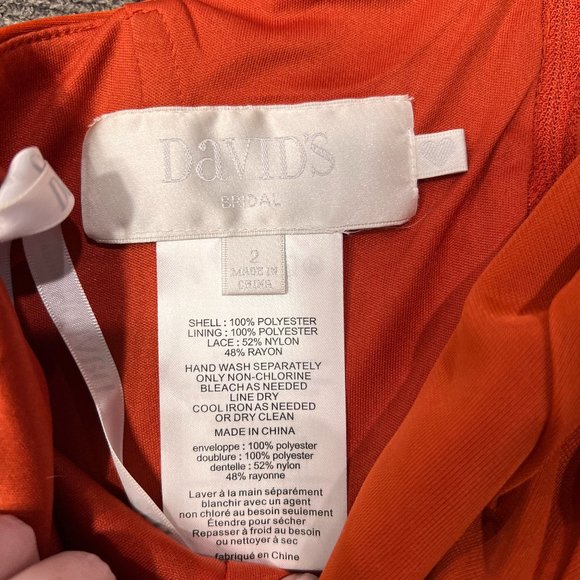 DaVID'S
BRIDAL
2
MADE IN
CHINA
SHELL : 100% POLYESTER
LINING : 100% POLYESTER
LACE : 52% NYLON
48% RAYON
HAND WASH SEPARATELY
ONLY NON-CHLORINE
BLEACH AS NEEDED
LINE DRY
COOL IRON AS NEEDED
OR DRY CLEAN
MADE IN CHINA
enveloppe : 100% polyester
doublure : 100% polyester
dentelle : 52% nylon
48% rayonne
Laver à la main séparément
blanchir avec un agent
non chloré au besoin seulement
Étendre pour sécher
Repasser à froid au besoin
ou nettoyer à sec
fabriqué en Chine